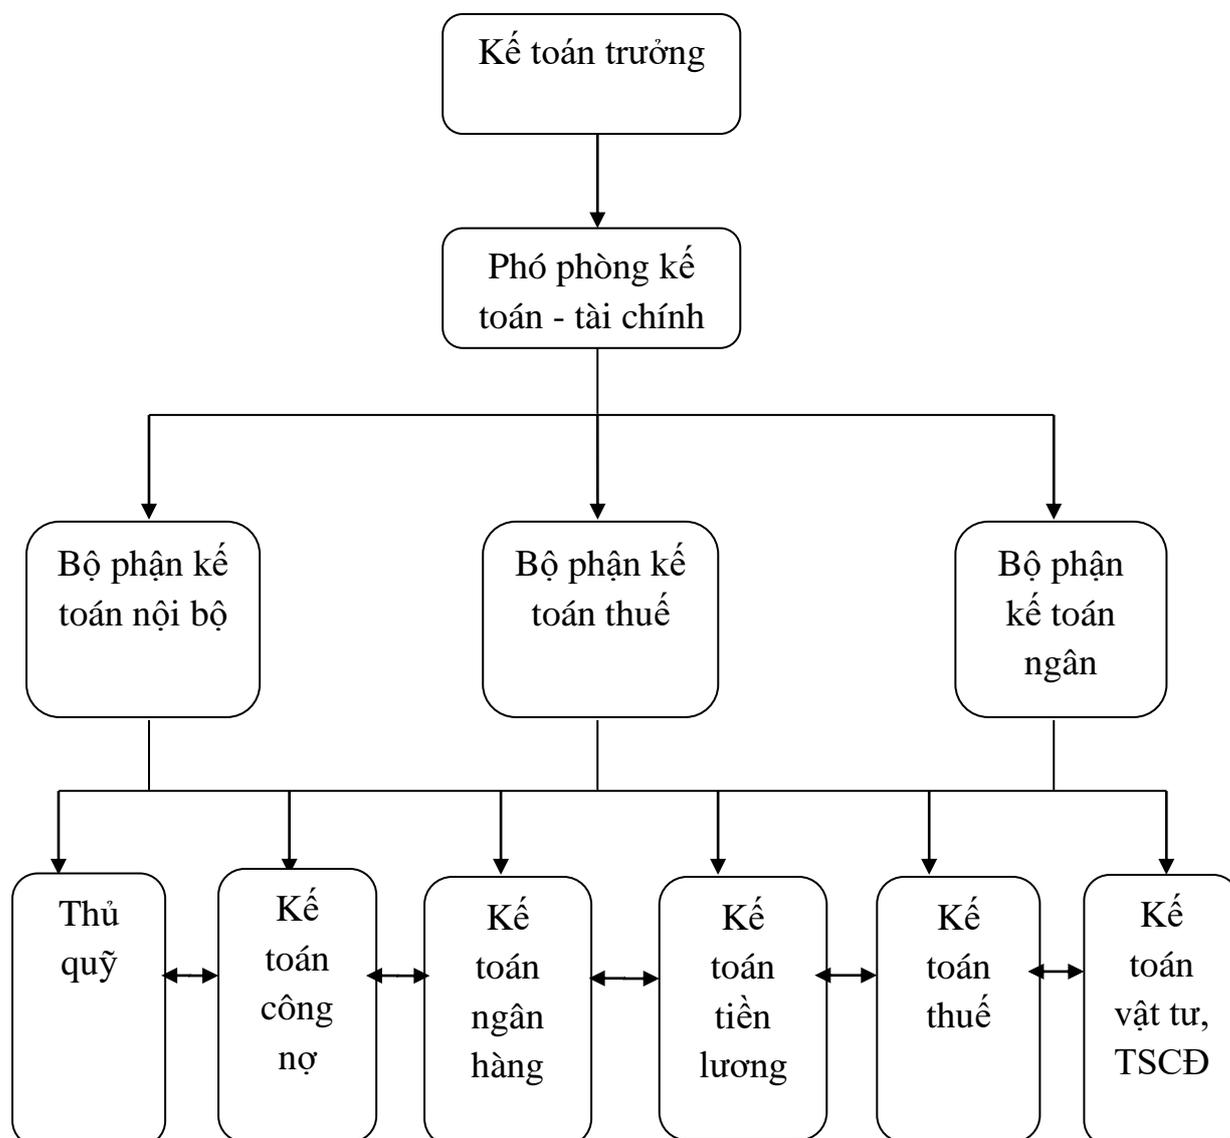 Kế toán trưởng
Phó phòng kế
toán - tài chính
Bộ phận kế
toán nội bộ
Bộ phận kế
toán thuế
Bộ phận
kế toán
ngân
Thủ
quỹ
Kế
toán
công
nợ
Kế
toán
ngân
hàng
Kế
toán
tiền
lương
Kế
toán
thuế
Kế
toán
vật tư,
TSCĐ